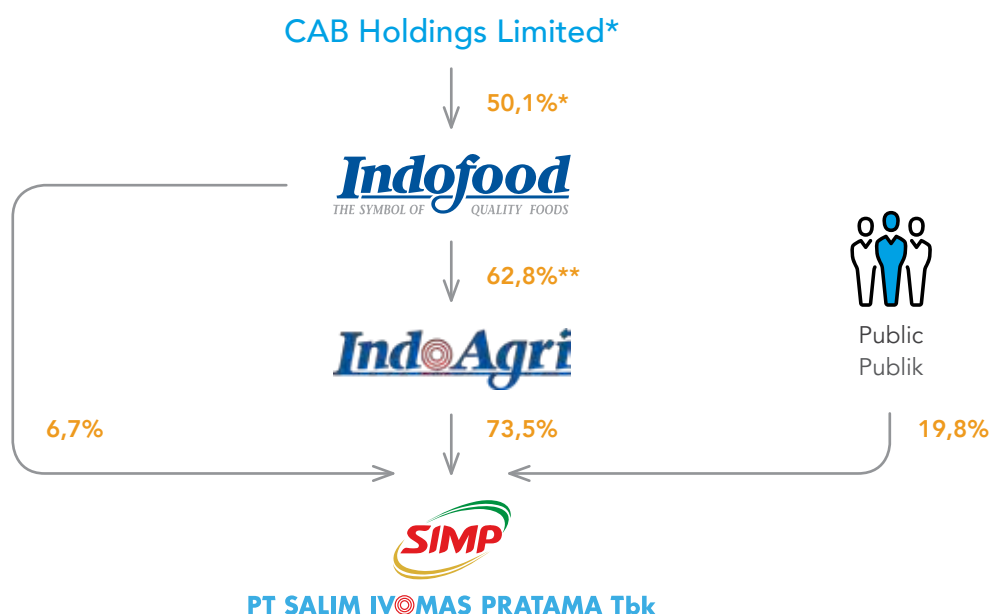 CAB Holdings Limited*
50,1%*
Indofood
THE SYMBOL OF QUALITY FOODS
62,8%**
IndoAgri
Public
Publik
6,7%
73,5%
19,8%
SIMP
PT SALIM IVOMAS PRATAMA Tbk